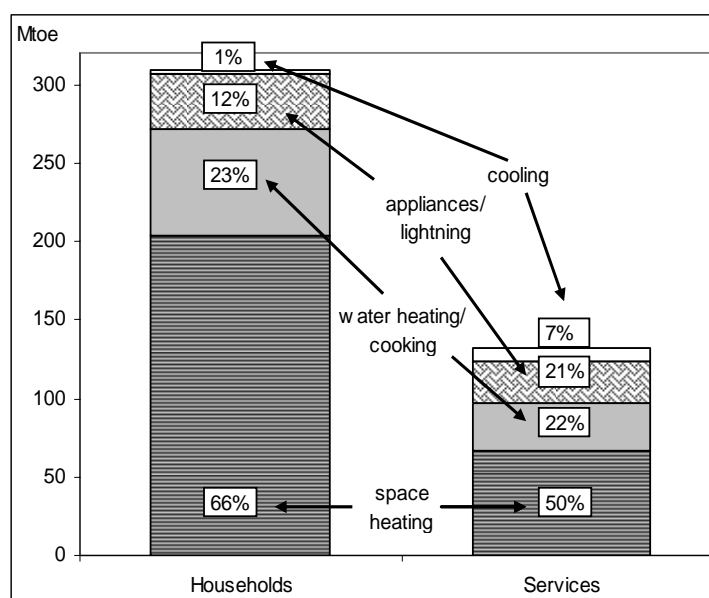 Mtoe
300
250
200
150
100
50
0
1%
12%
23%
66%
cooling
appliances/
lightning
water heating/
cooking
space
heating
7%
21%
22%
50%
Households
Services